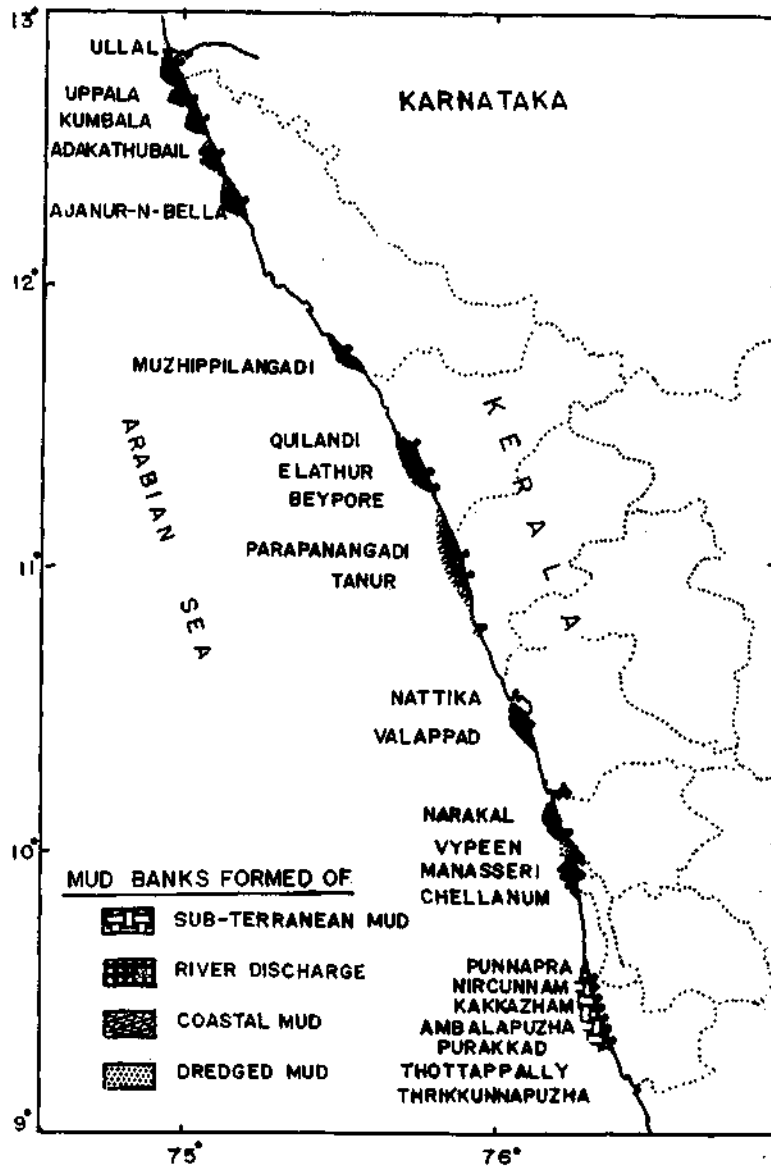 13°
ULLAL
UPPALA
KUMBALA
ADAKATHUBAIL
AJANUR-N-BELLA
KARNATAKA
12°
MUZHIPPILANGADI
KERALA
ARABIAN SEA
QUILANDI
ELATHUR
BEYPORE
PARAPANANGADI
TANUR
11°
NATTIKA
VALAPPAD
NARAKAL
VYPEEN
MANASSERI
CHELLANUM
10°
MUD BANKS FORMED OF
SUB-TERRANEAN MUD
RIVER DISCHARGE
COASTAL MUD
DREDGED MUD
PUNNAPRA
NIRCUNNAM
KAKKAZHAM
AMBALAPUZHA
PURAKKAD
THOTTAPPALLY
THRIKKUNNAPUZHA
9°
75°
76°